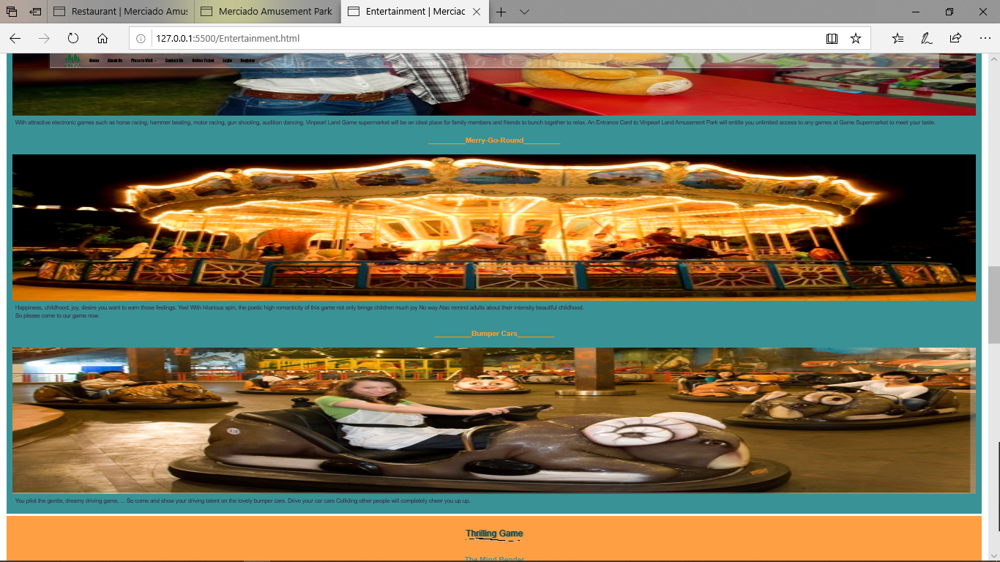 Restaurant | Merciado Amus
Merciado Amusement Park
Entertainment | Merciac
127.0.0.1:5500/Entertainment.html
Home About Us Place to Visit Contact Us Online Ticket Login Register
With attractive electronic games such as horse racing, hammer beating, motor racing, gun shooting, audition dancing, Vinpearl Land Game supermarket will be an ideal place for family members and friends to bunch together to relax. An Entrance Card to Vinpearl Land Amusement Park will entitle you unlimited access to any games at Game Supermarket to meet your taste.
__________Merry-Go-Round__________
Happiness, childhood, joy, desire you want to earn those feelings. Yes! With hilarious spin, the poetic high romanticity of this game not only brings children much joy No way Also remind adults about their intensity beautiful childhood.
So please come to our game now.
__________Bumper Cars__________
13
You pilot the gentle, dreamy driving game, ... So come and show your driving talent on the lovely bumper cars. Drive your car cars Colliding other people will completely cheer you up up.
Thrilling Game
The Mind Bender